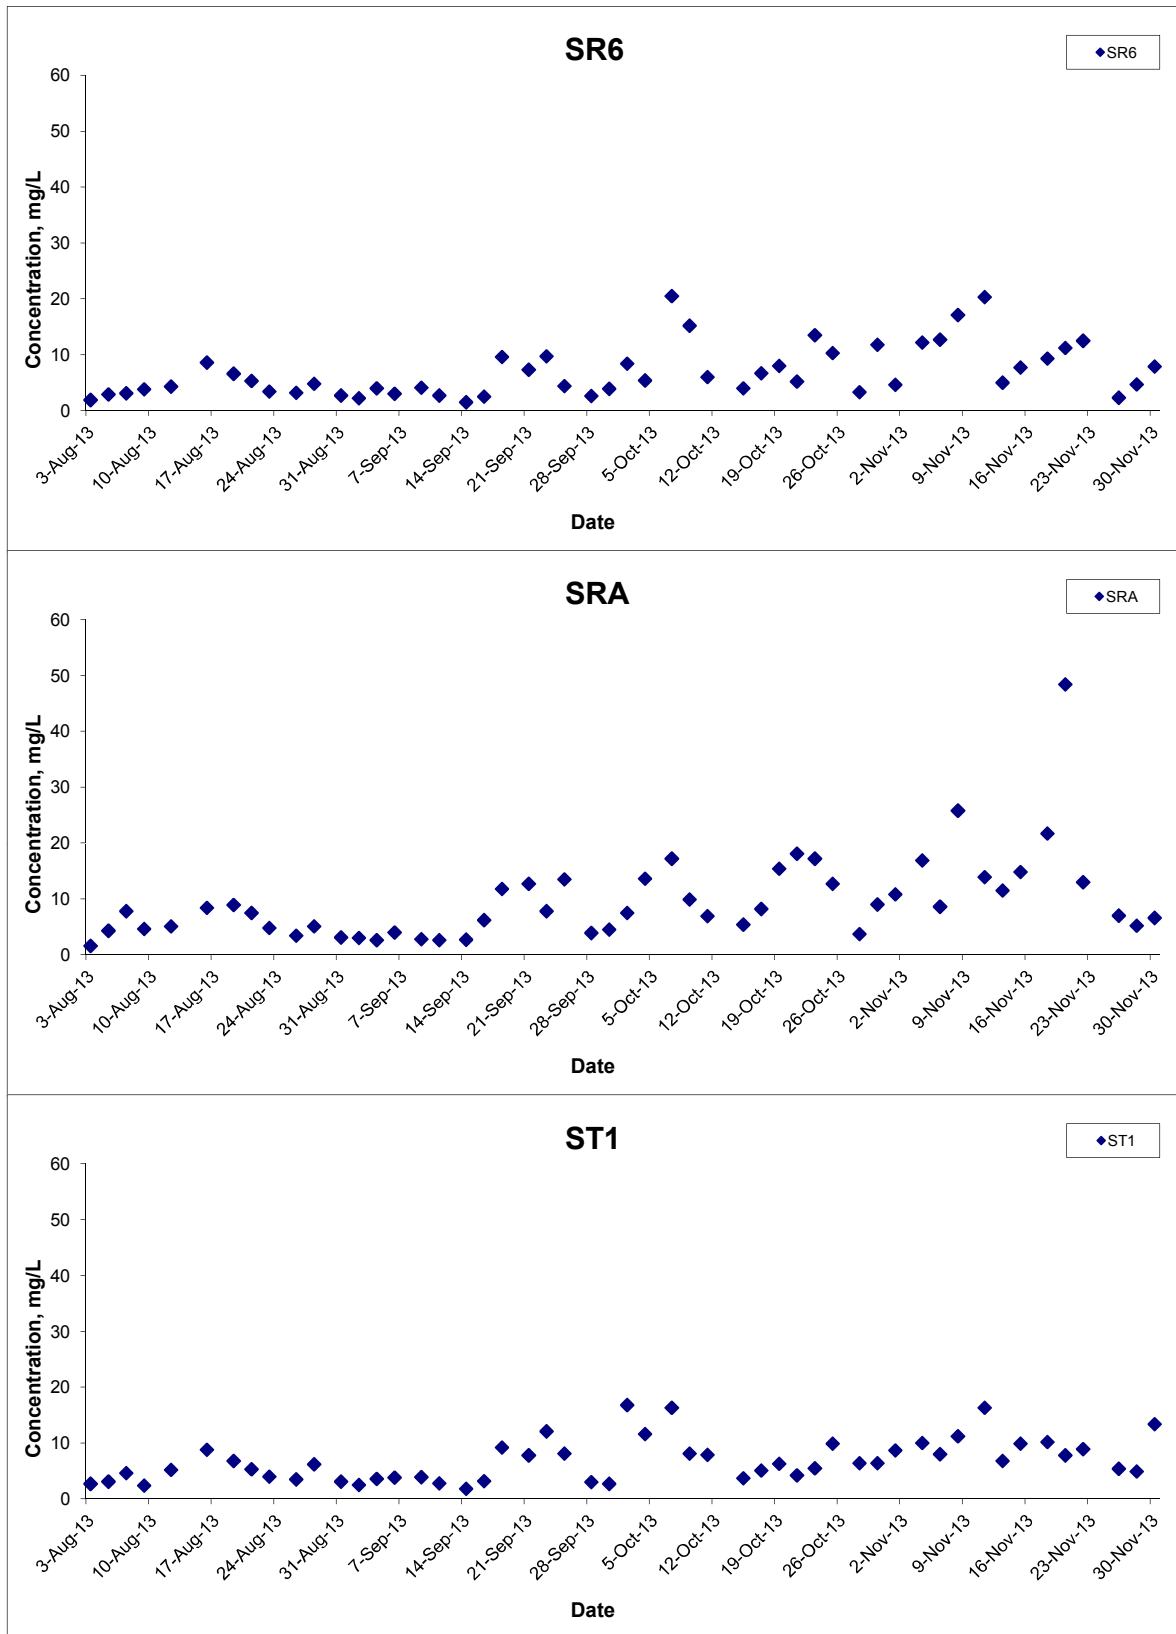 SR6
SR6
Concentration, mg/L
60
50
40
30
20
10
0
3-Aug-13
10-Aug-13
17-Aug-13
24-Aug-13
31-Aug-13
7-Sep-13
14-Sep-13
21-Sep-13
28-Sep-13
5-Oct-13
12-Oct-13
19-Oct-13
26-Oct-13
2-Nov-13
9-Nov-13
16-Nov-13
23-Nov-13
30-Nov-13
Date
SRA
SRA
Concentration, mg/L
60
50
40
30
20
10
0
3-Aug-13
10-Aug-13
17-Aug-13
24-Aug-13
31-Aug-13
7-Sep-13
14-Sep-13
21-Sep-13
28-Sep-13
5-Oct-13
12-Oct-13
19-Oct-13
26-Oct-13
2-Nov-13
9-Nov-13
16-Nov-13
23-Nov-13
30-Nov-13
Date
ST1
ST1
Concentration, mg/L
60
50
40
30
20
10
0
3-Aug-13
10-Aug-13
17-Aug-13
24-Aug-13
31-Aug-13
7-Sep-13
14-Sep-13
21-Sep-13
28-Sep-13
5-Oct-13
12-Oct-13
19-Oct-13
26-Oct-13
2-Nov-13
9-Nov-13
16-Nov-13
23-Nov-13
30-Nov-13
Date